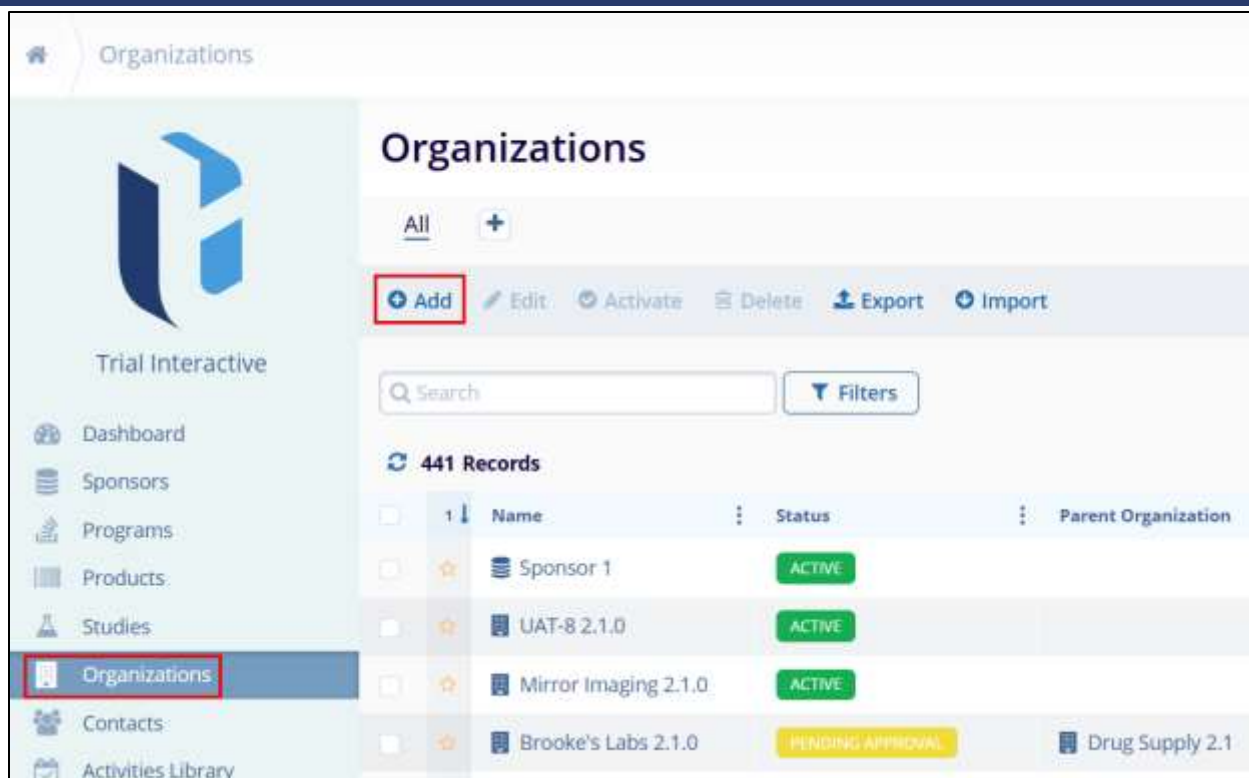 Organizations
Organizations
All
Add Edit Activate Delete Export Import
Trial Interactive
Search Filters
Dashboard
441 Records
Sponsors
1 Name Status Parent Organization
Programs
Sponsor 1 ACTIVE
Products
Studies
UAT-8 2.1.0 ACTIVE
Organizations
Mirror Imaging 2.1.0 ACTIVE
Contacts
Brooke's Labs 2.1.0 PENDING APPROVAL Drug Supply 2.1
Activities Library